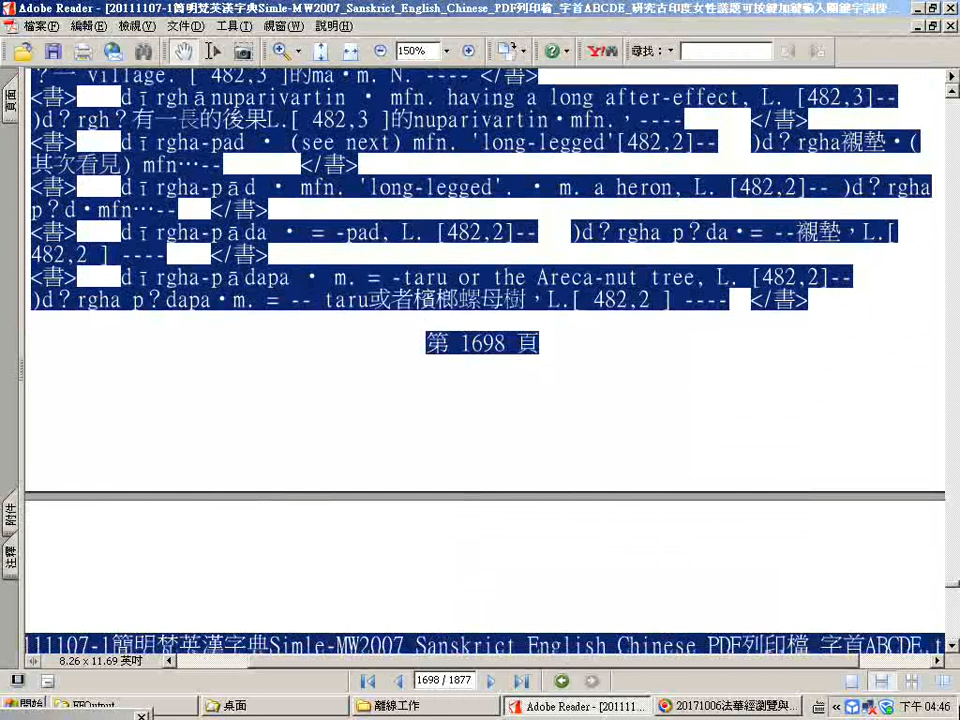 Adobe Reader - [20111107-1簡明梵英漢字典Simle-MW2007_Sanskrict_English_Chinese_PDF列印檔_字首ABCDE_研究古印度女性議題可按鍵加鍵輸入關鍵字詞搜
檔案(F) 編輯(E) 檢視(V) 文件(D) 工具(T) 視窗(W) 說明(H)
150% 尋找:
頁面
?一 village. [ 482,3 ]的ma·m. N. ---- </書>
<書> dīrghānuparivartin · mfn. having a long after-effect, L. [482,3]--
)d?rgh?有一長的後果L.[ 482,3 ]的nuparivartin·mfn.，---- </書>
<書> dīrgha-pad · (see next) mfn. 'long-legged'[482,2]-- )d?rgha襯墊·(
其次看見) mfn…-- </書>
<書> dīrgha-pād · mfn. 'long-legged'. · m. a heron, L. [482,2]-- )d?rgha
p?d·mfn…-- </書>
<書> dīrgha-pāda · = -pad, L. [482,2]-- )d?rgha p?da·= --襯墊，L.[
482,2 ] ---- </書>
<書> dīrgha-pādapa · m. = -taru or the Areca-nut tree, L. [482,2]--
)d?rgha p?dapa·m. = -- taru或者檳榔螺母樹，L.[ 482,2 ] ---- </書>
第 1698 頁
附件
注釋
111107-1簡明梵英漢字典Simle-MW2007_Sanskrict_English_Chinese_PDF列印檔_字首ABCDE.t
8.26 x 11.69 英吋
1698 / 1877
開始 FFOutput 桌面 離線工作 Adobe Reader - [201111... 20171006法華經瀏覽與... 下午 04:46